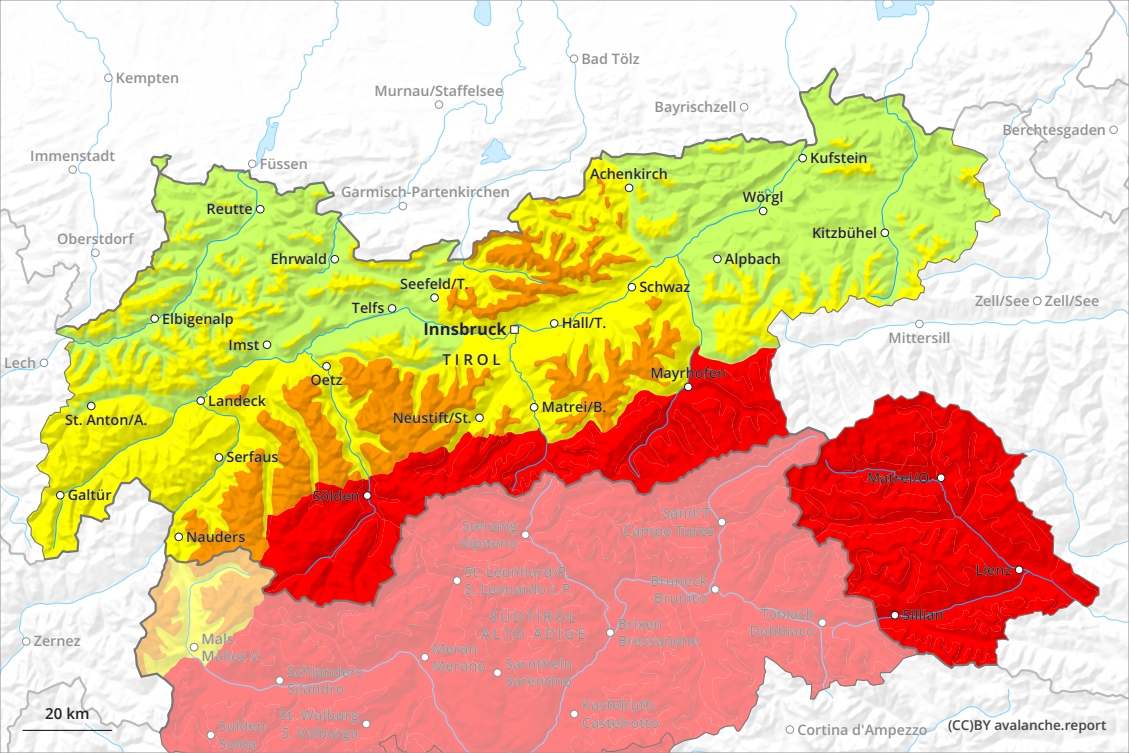 Kempten
Bad Tölz
Murnau/Staffelsee
Bayrischzell
Berchtesgaden
Immenstadt
Füssen
Kufstein
Achenkirch
Garmisch-Partenkirchen
Reutte
Wörgl
Oberstdorf
Kitzbühel
Ehrwald
Alpbach
Seefeld/T.
Schwaz
Zell/See
Zell/See
Telfs
Elbigenalp
Innsbruck
Hall/T.
Mittersill
Imst
Lech
TIROL
Oetz
Mayrhofen
Landeck
Matrei/B.
St. Anton/A.
Neustift/St.
Serfaus
Matrei/O.
Galtür
Sölden
Sand/T.
Campo Tures
Sterzing
Vipiteno
Nauders
St. Leonhard/P.
S. Leonardo i. P.
Bruneck
Brunico
Lienz
SÜDTIROL
ALTO ADIGE
Toblach
Dobbiaco
Sillian
Brixen
Bressanone
Zernez
Mals
Malles V.
Meran
Merano
Sarnthein
Sarentino
Schlanders
Silandro
20 km
St. Walburg
S. Valburga
Kastelruth
Castelrotto
Sulden
Solda
Cortina d'Ampezzo
(CC)BY avalanche.report